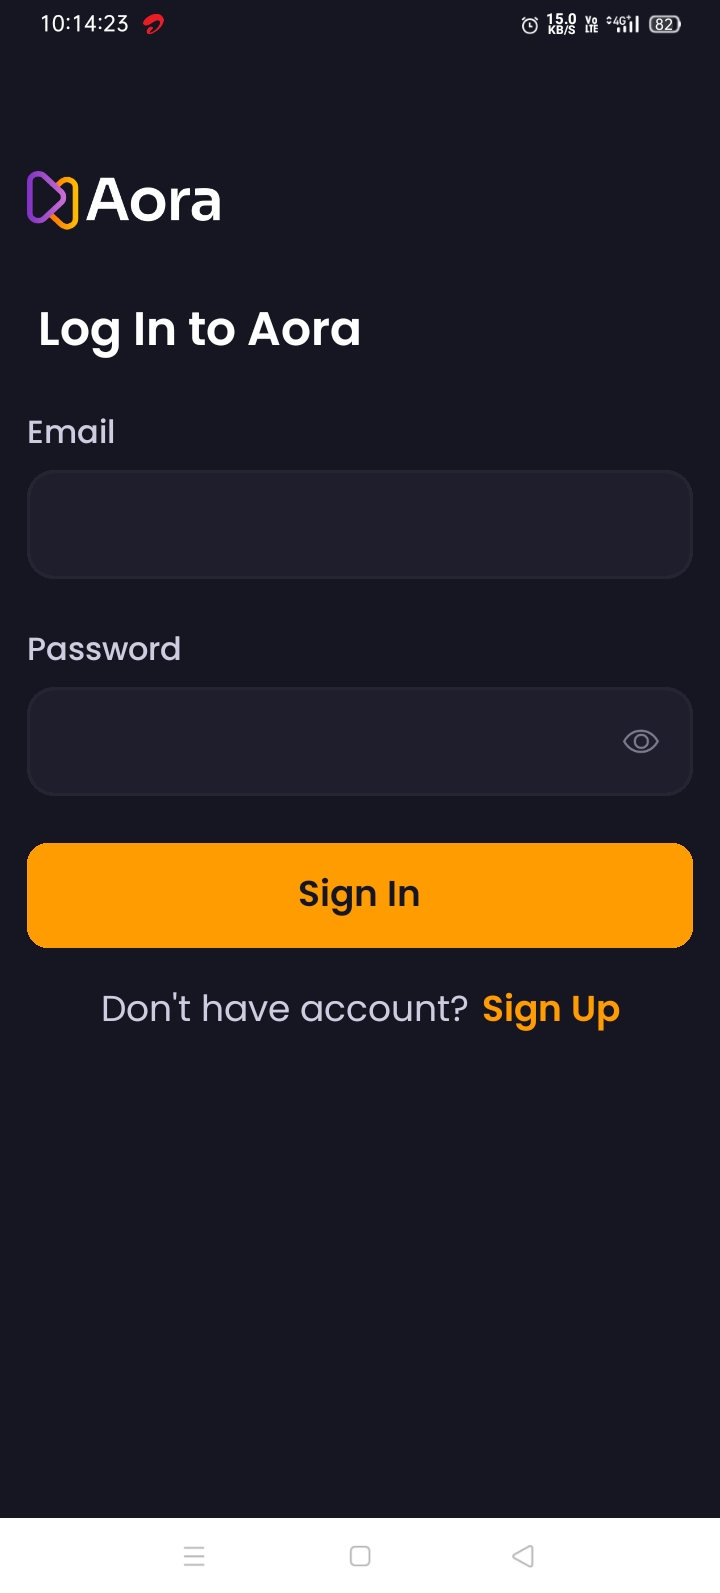 10:14:23 15.0 KB/S Vo LTE 4G+ 82
Aora
Log In to Aora
Email
Password
Sign In
Don't have account? Sign Up